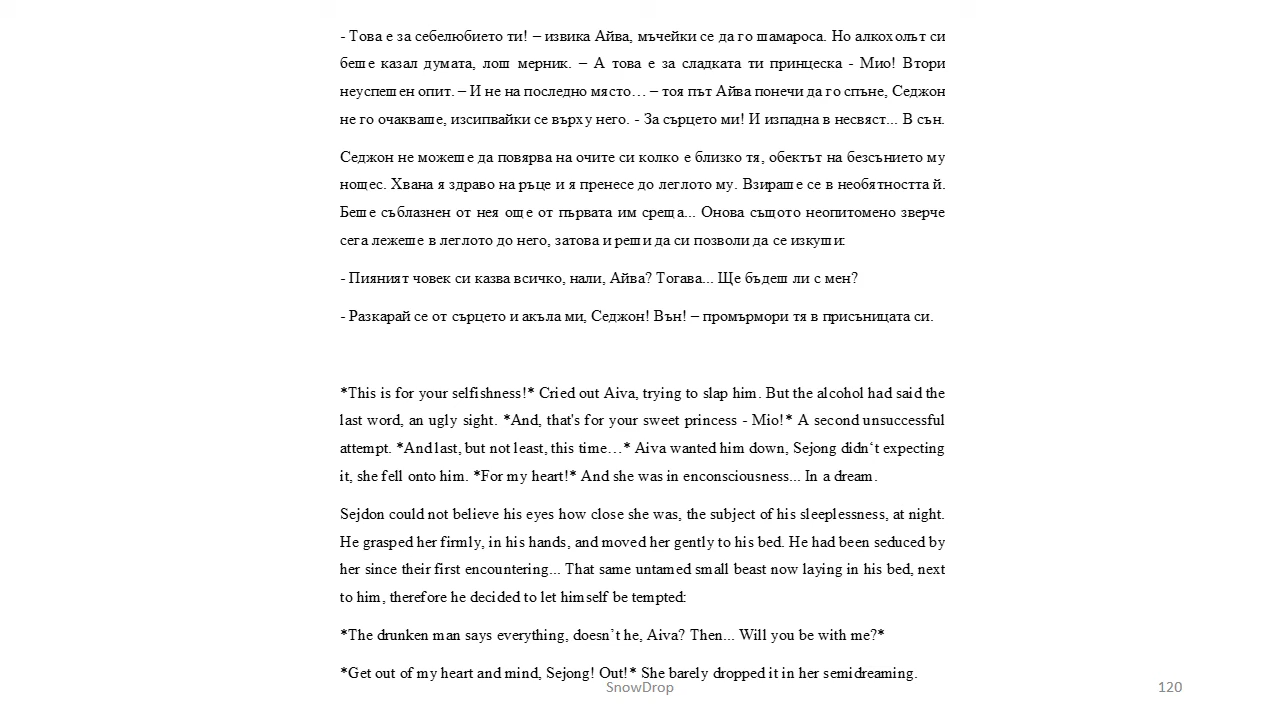 - Това е за себелюбието ти! – извика Айва, мъчейки се да го шамароса. Но алкохолът си
беше казал думата, лош мерник. – А това е за сладката ти принцеска - Мио! Втори
неуспешен опит. – И не на последно място… – тоя път Айва понечи да го спъне, Седжон
не го очакваше, изсипвайки се върху него. - За сърцето ми! И изпадна в несвяст... В сън.
Седжон не можеше да повярва на очите си колко е близко тя, обектът на безсънието му
нощес. Хвана я здраво на ръце и я пренесе до леглото му. Взираше се в необятността й.
Беше съблазнен от нея още от първата им среща... Онова същото неопитомено зверче
сега лежеше в леглото до него, затова и реши да си позволи да се изкуши:
- Пияният човек си казва всичко, нали, Айва? Тогава... Ще бъдеш ли с мен?
- Разкарай се от сърцето и акъла ми, Седжон! Вън! – промърмори тя в присъницата си.
*This is for your selfishness!* Cried out Aiva, trying to slap him. But the alcohol had said the
last word, an ugly sight. *And, that's for your sweet princess - Mio!* A second unsuccessful
attempt. *And last, but not least, this time…* Aiva wanted him down, Sejong didn‘t expecting
it, she fell onto him. *For my heart!* And she was in enconsciousness... In a dream.
Sejdon could not believe his eyes how close she was, the subject of his sleeplessness, at night.
He grasped her firmly, in his hands, and moved her gently to his bed. He had been seduced by
her since their first encountering... That same untamed small beast now laying in his bed, next
to him, therefore he decided to let himself be tempted:
*The drunken man says everything, doesn’t he, Aiva? Then... Will you be with me?*
*Get out of my heart and mind, Sejong! Out!* She barely dropped it in her semidreaming.
SnowDrop
120